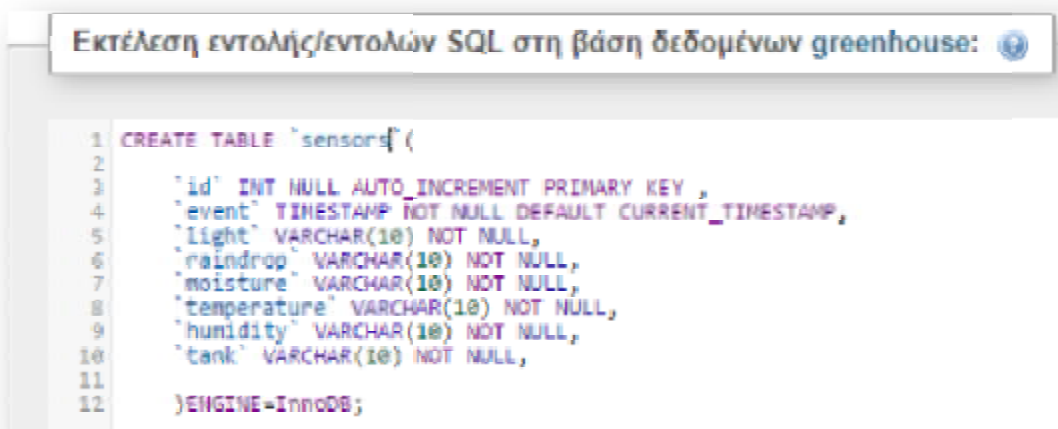 Εκτέλεση εντολής/εντολών SQL στη βάση δεδομένων greenhouse:
1 CREATE TABLE `sensors`(
2
3 `id` INT NULL AUTO_INCREMENT PRIMARY KEY ,
4 `event` TIMESTAMP NOT NULL DEFAULT CURRENT_TIMESTAMP,
5 `light` VARCHAR(10) NOT NULL,
6 `raindrop` VARCHAR(10) NOT NULL,
7 `moisture` VARCHAR(10) NOT NULL,
8 `temperature` VARCHAR(10) NOT NULL,
9 `humidity` VARCHAR(10) NOT NULL,
10 `tank` VARCHAR(10) NOT NULL,
11
12 )ENGINE=InnoDB;